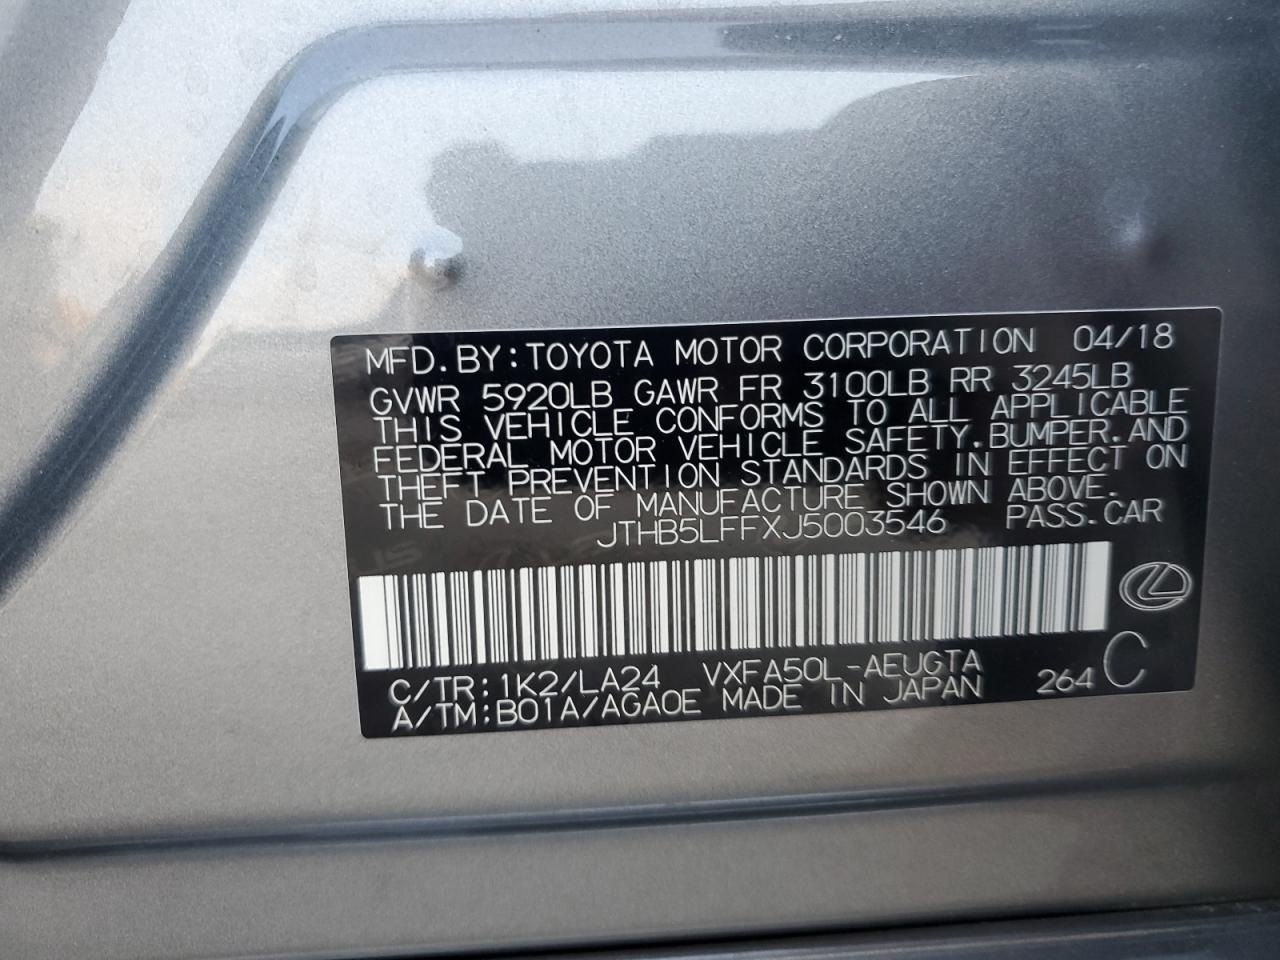 MFD. BY: TOYOTA MOTOR CORPORATION 04/18
GVWR 5920LB GAWR FR 3100LB RR 3245LB
THIS VEHICLE CONFORMS TO ALL APPLICABLE
FEDERAL MOTOR VEHICLE SAFETY, BUMPER, AND
THEFT PREVENTION STANDARDS IN EFFECT ON
THE DATE OF MANUFACTURE SHOWN ABOVE.
JTHB5LFFXJ5003546 PASS. CAR
C/TR: 1K2/LA24 VXFA50L-AEUGTA
A/TM: B01A/AGA0E MADE IN JAPAN 264 C